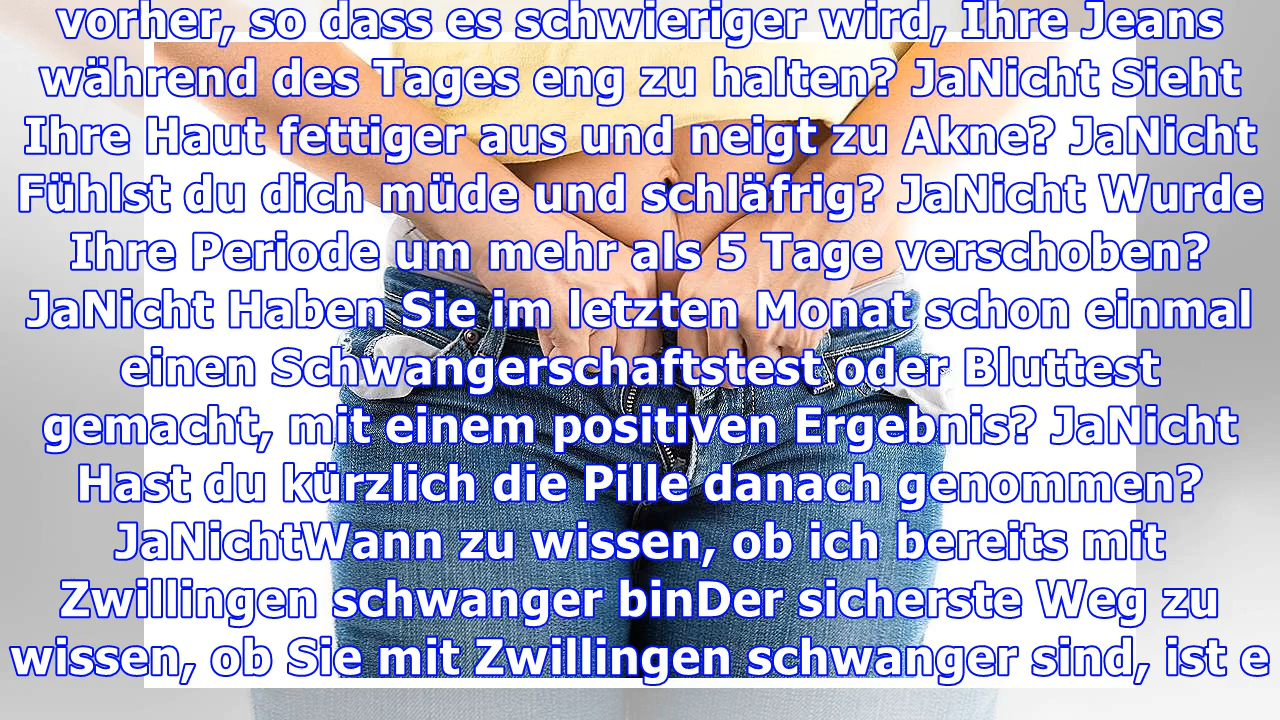 vorher, so dass es schwieriger wird, Ihre Jeans
während des Tages eng zu halten? JaNicht Sieht
Ihre Haut fettiger aus und neigt zu Akne? JaNicht
Fühlst du dich müde und schläfrig? JaNicht Wurde
Ihre Periode um mehr als 5 Tage verschoben?
JaNicht Haben Sie im letzten Monat schon einmal
einen Schwangerschaftstest oder Bluttest
gemacht, mit einem positiven Ergebnis? JaNicht
Hast du kürzlich die Pille danach genommen?
JaNichtWann zu wissen, ob ich bereits mit
Zwillingen schwanger binDer sicherste Weg zu
wissen, ob Sie mit Zwillingen schwanger sind, ist e